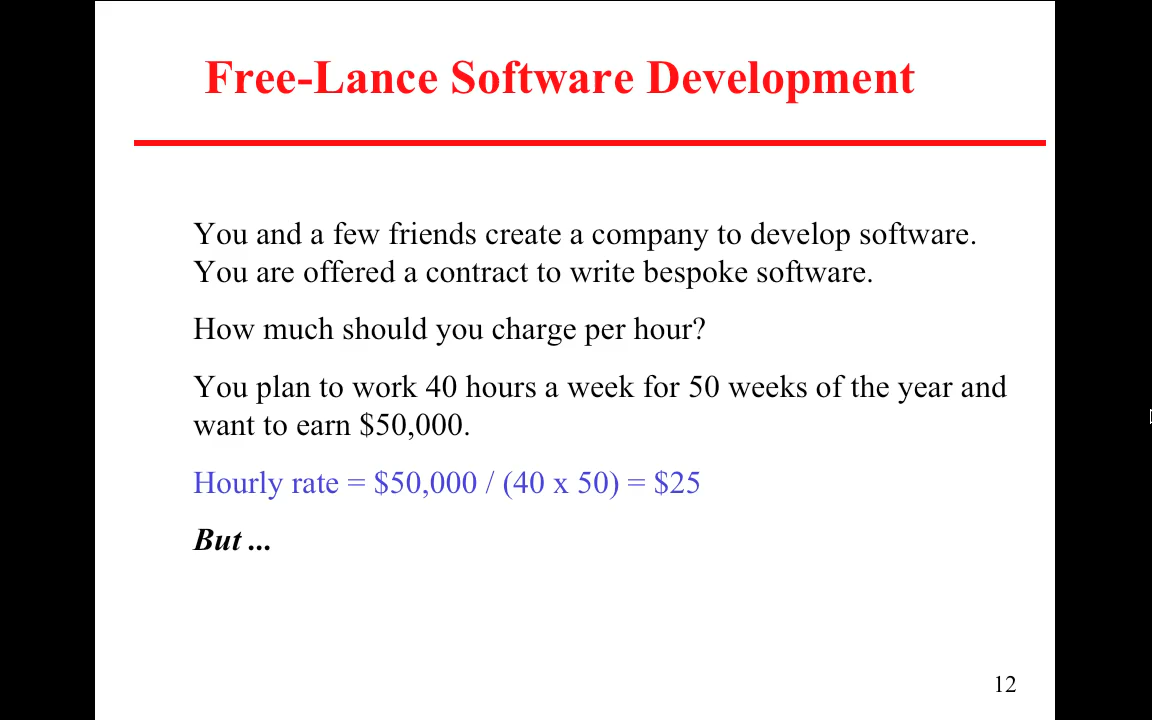 Free-Lance Software Development
You and a few friends create a company to develop software.
You are offered a contract to write bespoke software.
How much should you charge per hour?
You plan to work 40 hours a week for 50 weeks of the year and
want to earn $50,000.
Hourly rate = $50,000 / (40 x 50) = $25
But ...
12